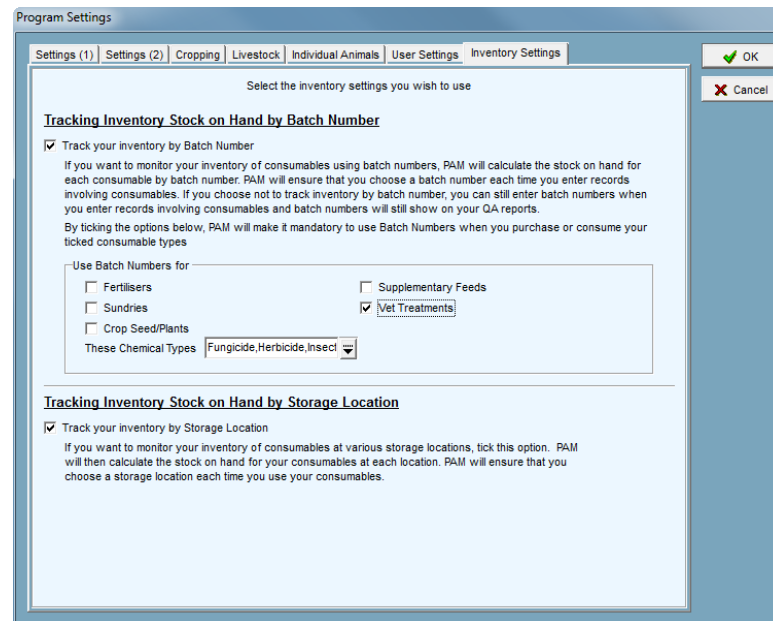 Program Settings
Settings (1) Settings (2) Cropping Livestock Individual Animals User Settings Inventory Settings
OK
Cancel
Select the inventory settings you wish to use
Tracking Inventory Stock on Hand by Batch Number
Track your inventory by Batch Number
If you want to monitor your inventory of consumables using batch numbers, PAM will calculate the stock on hand for
each consumable by batch number. PAM will ensure that you choose a batch number each time you enter records
involving consumables. If you choose not to track inventory by batch number, you can still enter batch numbers when
you enter records involving consumables and batch numbers will still show on your QA reports.
By ticking the options below, PAM will make it mandatory to use Batch Numbers when you purchase or consume your
ticked consumable types
Use Batch Numbers for
Fertilisers Supplementary Feeds
Sundries Vet Treatments
Crop Seed/Plants
These Chemical Types Fungicide,Herbicide,Insect
Tracking Inventory Stock on Hand by Storage Location
Track your inventory by Storage Location
If you want to monitor your inventory of consumables at various storage locations, tick this option. PAM
will then calculate the stock on hand for your consumables at each location. PAM will ensure that you
choose a storage location each time you use your consumables.